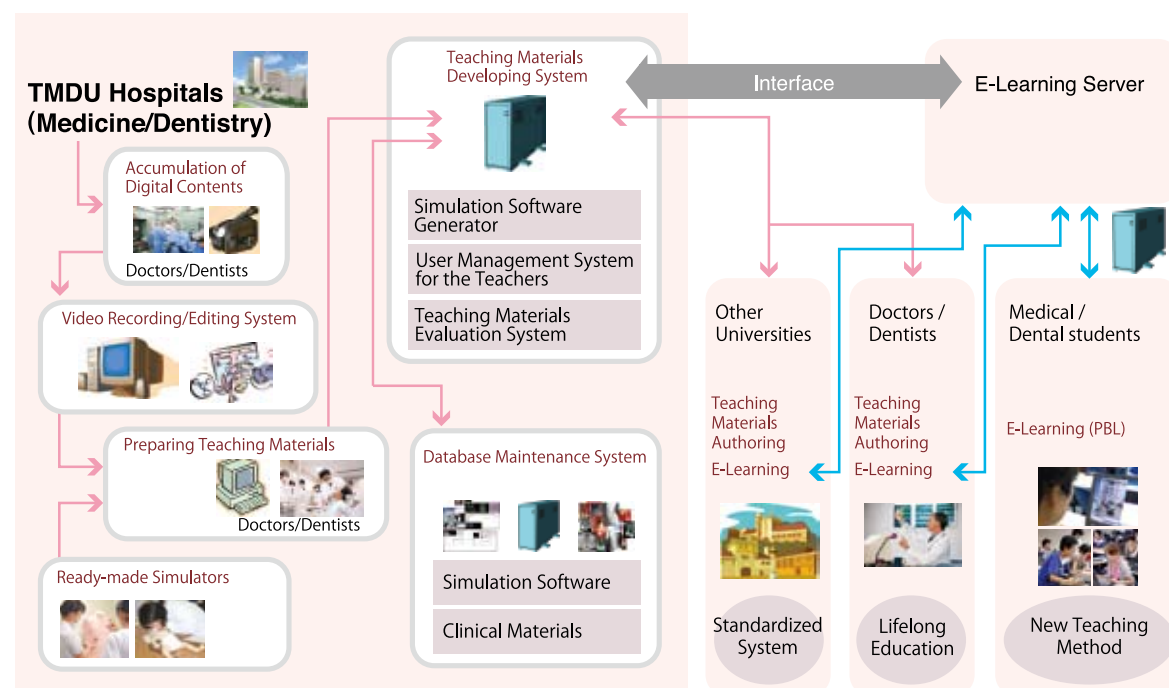 TMDU Hospitals
(Medicine/Dentistry)
Accumulation of
Digital Contents
Doctors/Dentists
Video Recording/Editing System
Preparing Teaching Materials
Doctors/Dentists
Ready-made Simulators
Teaching Materials
Developing System
Simulation Software
Generator
User Management System
for the Teachers
Teaching Materials
Evaluation System
Database Maintenance System
Simulation Software
Clinical Materials
Interface
E-Learning Server
Other
Universities
Teaching
Materials
Authoring
E-Learning
Standardized
System
Doctors /
Dentists
Teaching
Materials
Authoring
E-Learning
Lifelong
Education
Medical /
Dental students
E-Learning (PBL)
New Teaching
Method